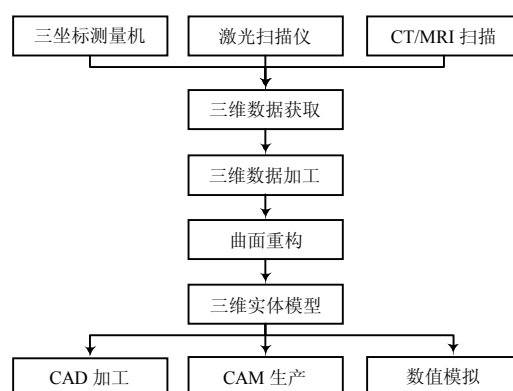 三坐标测量机
激光扫描仪
CT/MRI 扫描
三维数据获取
三维数据加工
曲面重构
三维实体模型
CAD 加工
CAM 生产
数值模拟